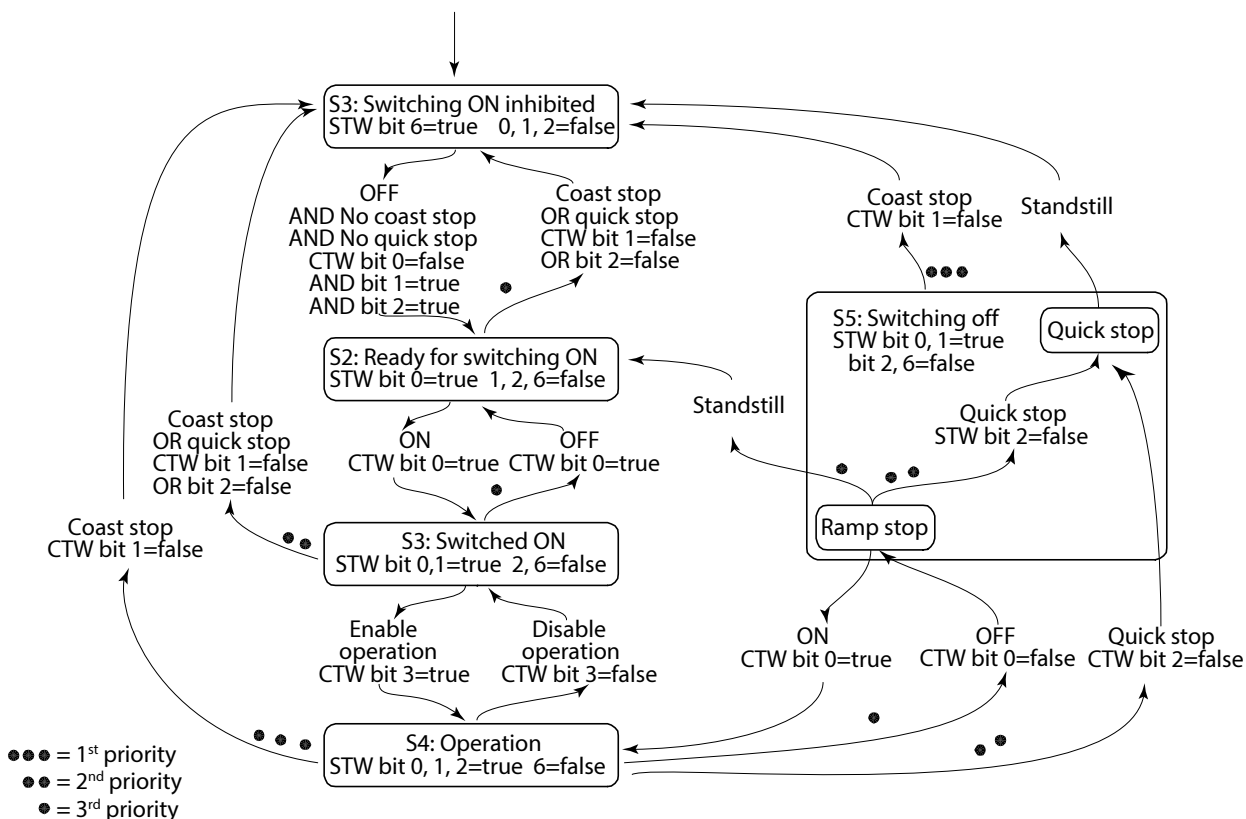 S3: Switching ON inhibited
STW bit 6=true 0, 1, 2=false
OFF
AND No coast stop
AND No quick stop
CTW bit 0=false
AND bit 1=true
AND bit 2=true
Coast stop
OR quick stop
CTW bit 1=false
OR bit 2=false
Coast stop
CTW bit 1=false
Standstill
S2: Ready for switching ON
STW bit 0=true 1, 2, 6=false
S5: Switching off
STW bit 0, 1=true
bit 2, 6=false
Quick stop
Standstill
Quick stop
STW bit 2=false
Coast stop
OR quick stop
CTW bit 1=false
OR bit 2=false
ON
CTW bit 0=true
OFF
CTW bit 0=true
Coast stop
CTW bit 1=false
S3: Switched ON
STW bit 0,1=true 2, 6=false
Ramp stop
Enable
operation
CTW bit 3=true
Disable
operation
CTW bit 3=false
ON
CTW bit 0=true
OFF
CTW bit 0=false
Quick stop
CTW bit 2=false
S4: Operation
STW bit 0, 1, 2=true 6=false
= 1st priority
= 2nd priority
= 3rd priority